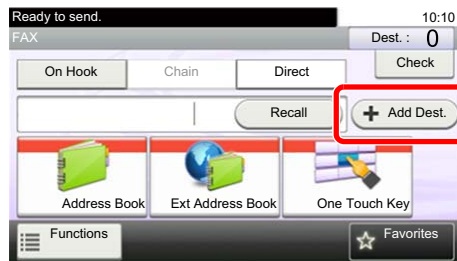 Ready to send.
10:10
FAX
Dest. : 0
Check
On Hook
Chain
Direct
Recall
Add Dest.
Address Book
Ext Address Book
One Touch Key
Functions
Favorites